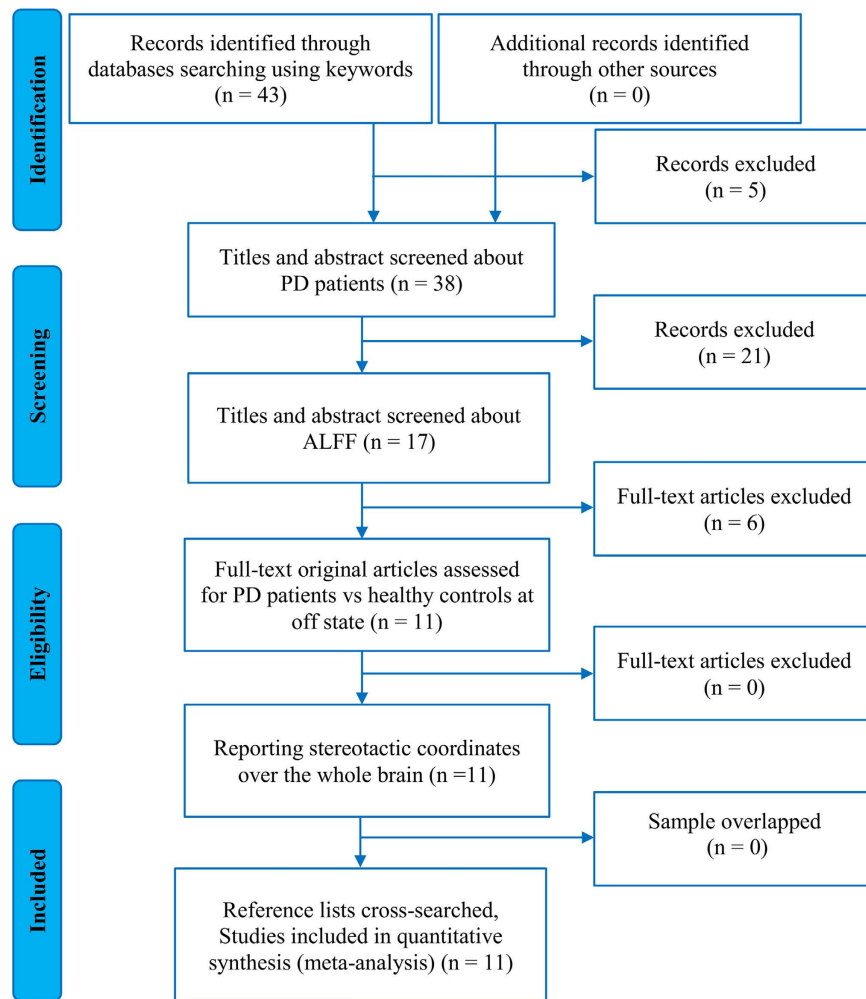 Identification
Records identified through
databases searching using keywords
(n = 43)
Additional records identified
through other sources
(n = 0)
Records excluded
(n = 5)
Titles and abstract screened about
PD patients (n = 38)
Screening
Records excluded
(n = 21)
Titles and abstract screened about
ALFF (n = 17)
Full-text articles excluded
(n = 6)
Eligibility
Full-text original articles assessed
for PD patients vs healthy controls at
off state (n = 11)
Full-text articles excluded
(n = 0)
Reporting stereotactic coordinates
over the whole brain (n =11)
Included
Sample overlapped
(n = 0)
Reference lists cross-searched,
Studies included in quantitative
synthesis (meta-analysis) (n = 11)